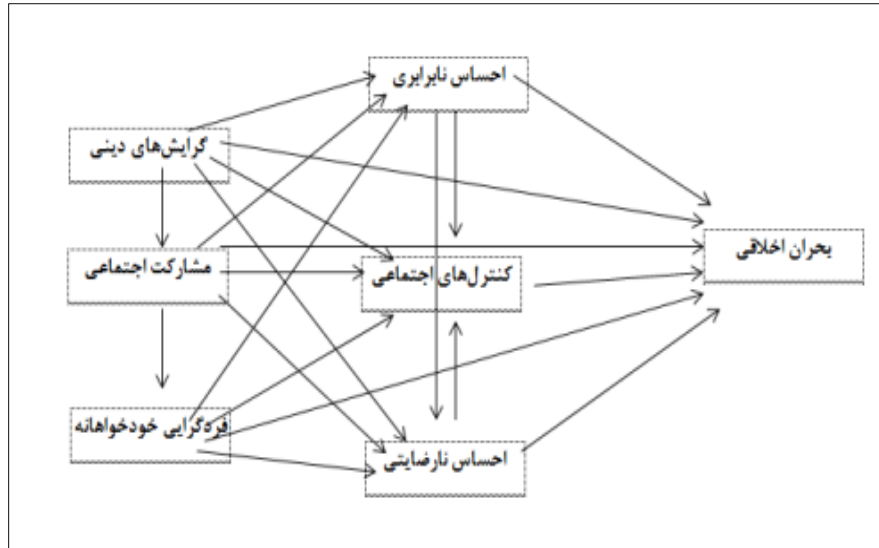 احساس نابرابری
گرایش‌های دینی
بحران اخلاقی
مشارکت اجتماعی
کنترل‌های اجتماعی
فردگرایی خودخواهانه
احساس نارضایتی